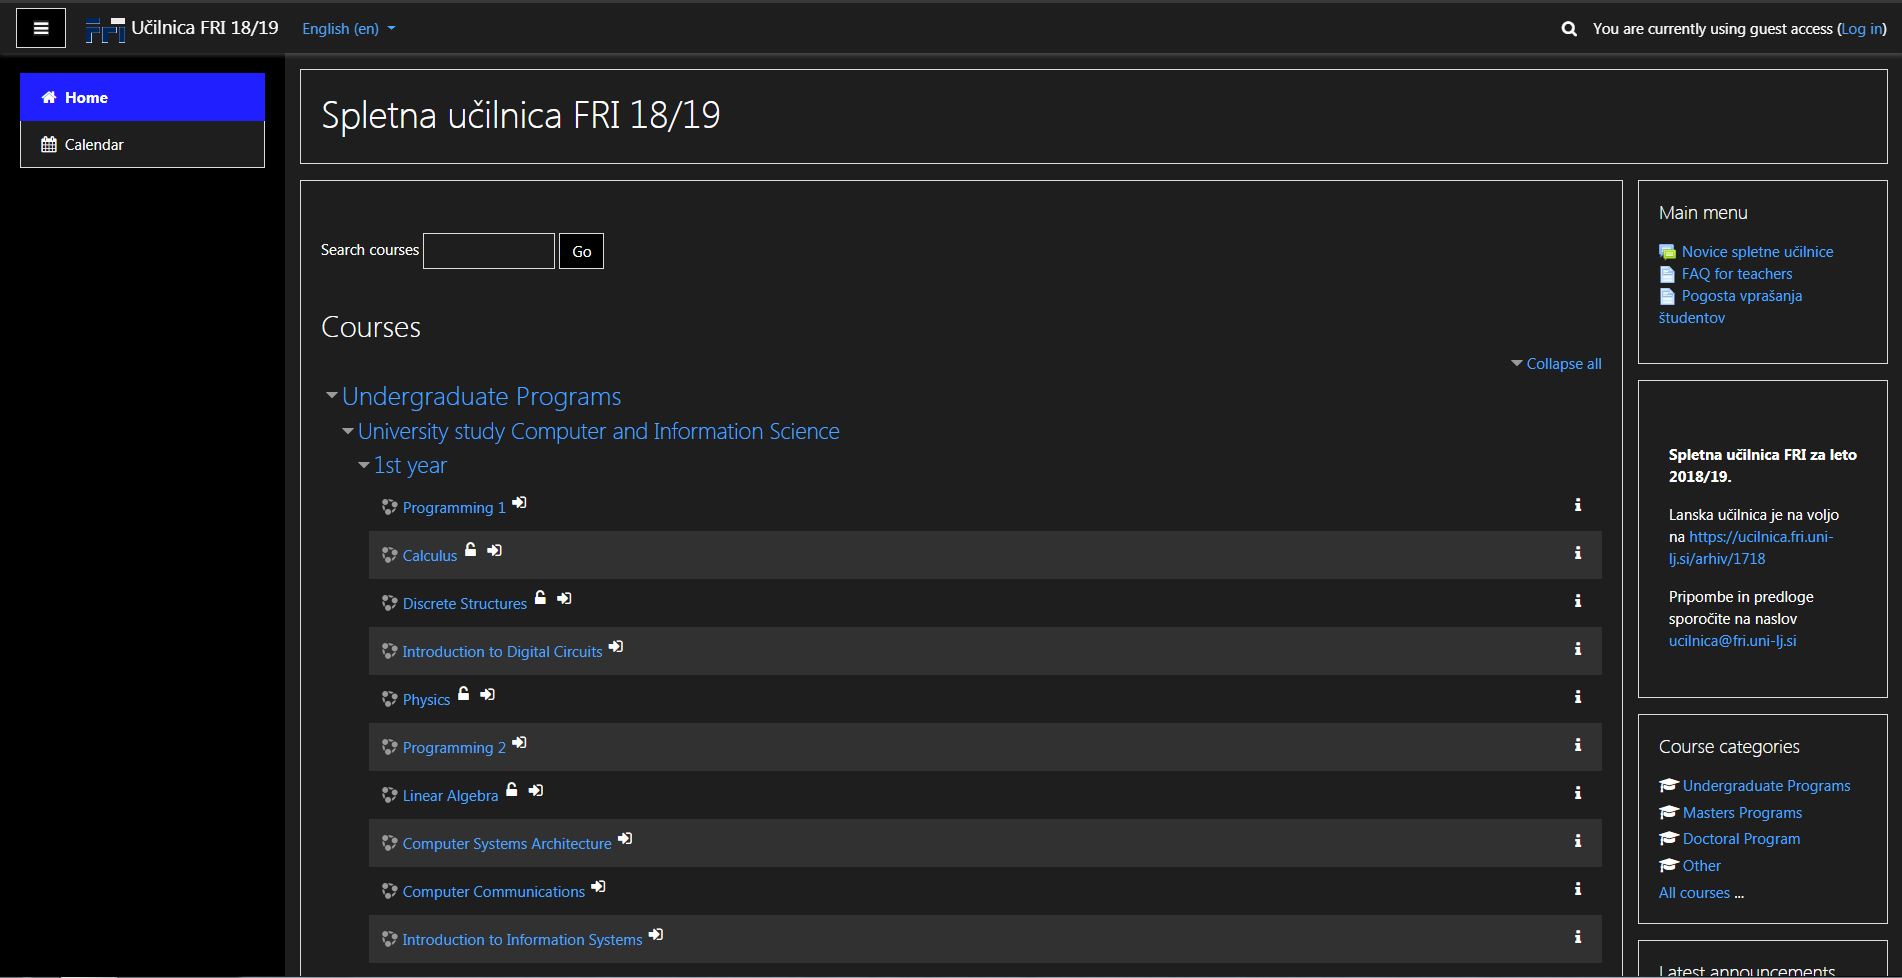 Učilnica FRI 18/19
English (en)
You are currently using guest access (Log in)
Home
Calendar
Spletna učilnica FRI 18/19
Search courses
Go
Courses
Collapse all
Undergraduate Programs
University study Computer and Information Science
1st year
Programming 1
Calculus
Discrete Structures
Introduction to Digital Circuits
Physics
Programming 2
Linear Algebra
Computer Systems Architecture
Computer Communications
Introduction to Information Systems
Main menu
Novice spletne učilnice
FAQ for teachers
Pogosta vprašanja
študentov
Spletna učilnica FRI za leto
2018/19.
Lanska učilnica je na voljo
na https://ucilnica.fri.uni-
lj.si/arhiv/1718
Pripombe in predloge
sporočite na naslov
ucilnica@fri.uni-lj.si
Course categories
Undergraduate Programs
Masters Programs
Doctoral Program
Other
All courses ...
Latest announcements